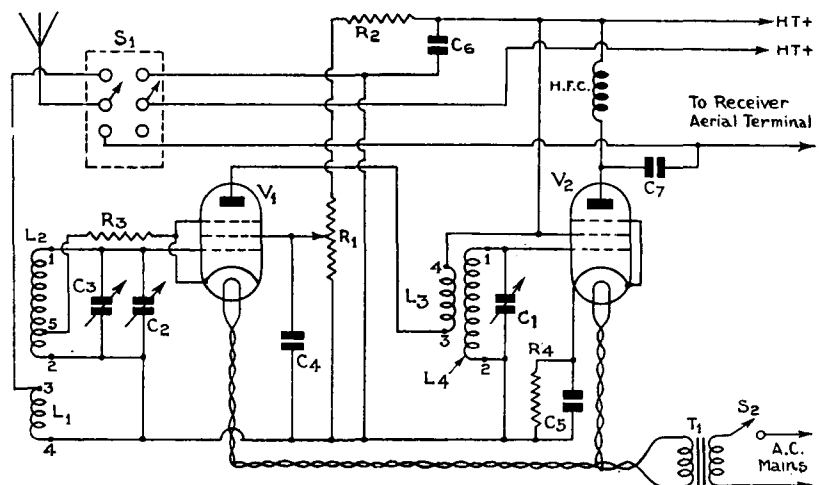 S1
R2
C6
HT+
HT+
H.F.C.
To Receiver
Aerial Terminal
C7
V1
V2
R3
L2
1
C3
C2
5
2
R1
C4
3
L1
4
4
L3
3
1
C1
L4
2
R4
C5
T1
S2
A.C.
Mains